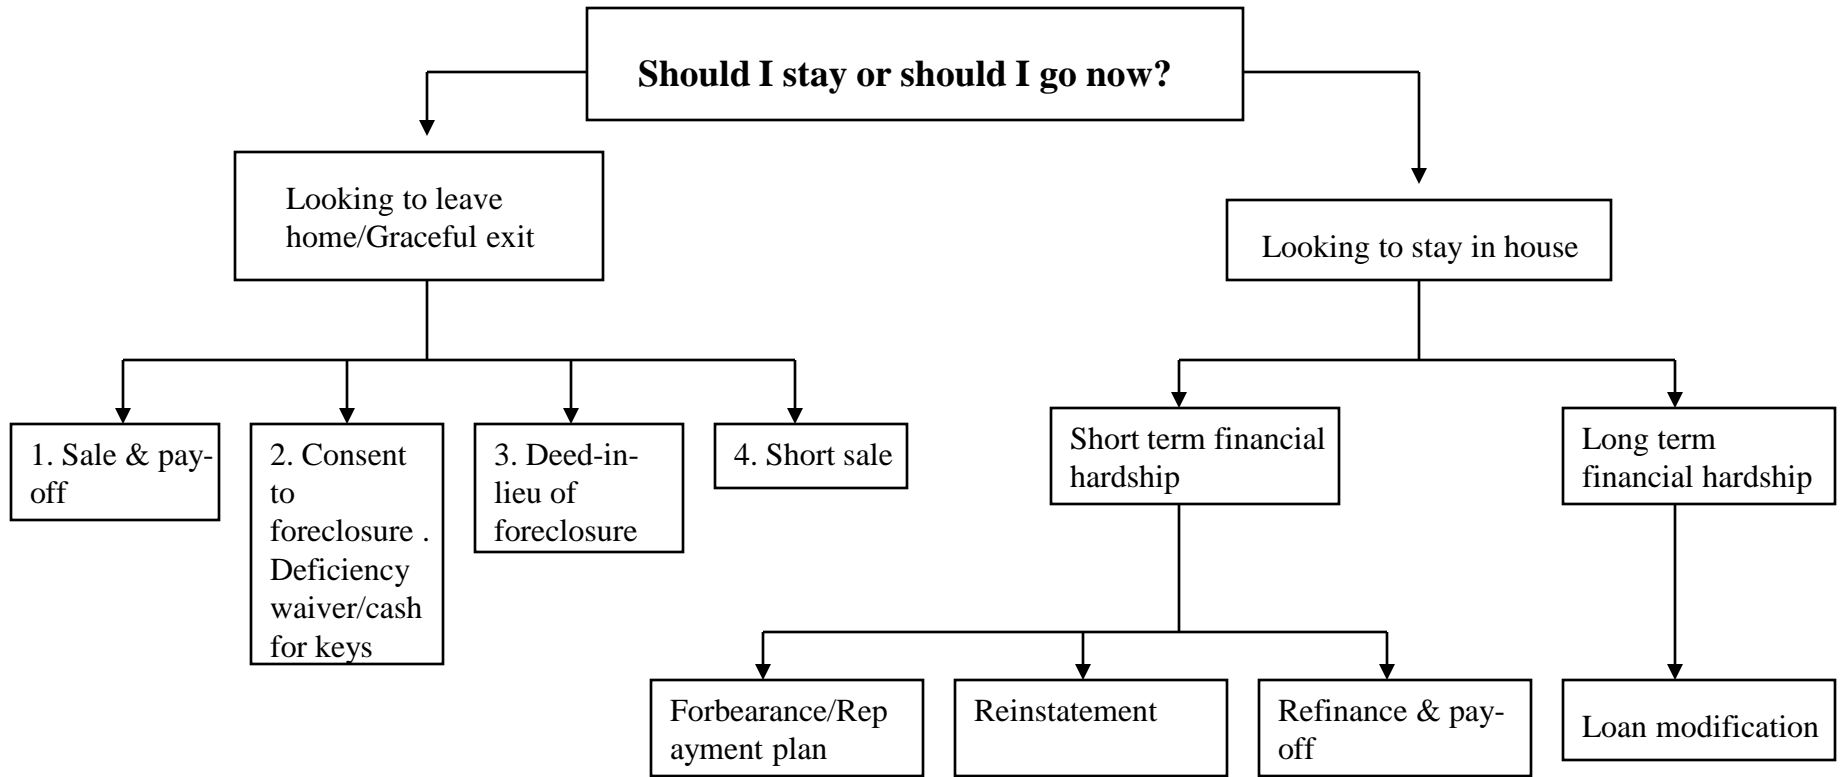 Should I stay or should I go now?
Looking to leave
home/Graceful exit
Looking to stay in house
1. Sale & pay-
off
2. Consent
to
foreclosure .
Deficiency
waiver/cash
for keys
3. Deed-in-
lieu of
foreclosure
4. Short sale
Short term financial
hardship
Long term
financial hardship
Forbearance/Rep
ayment plan
Reinstatement
Refinance & pay-
off
Loan modification